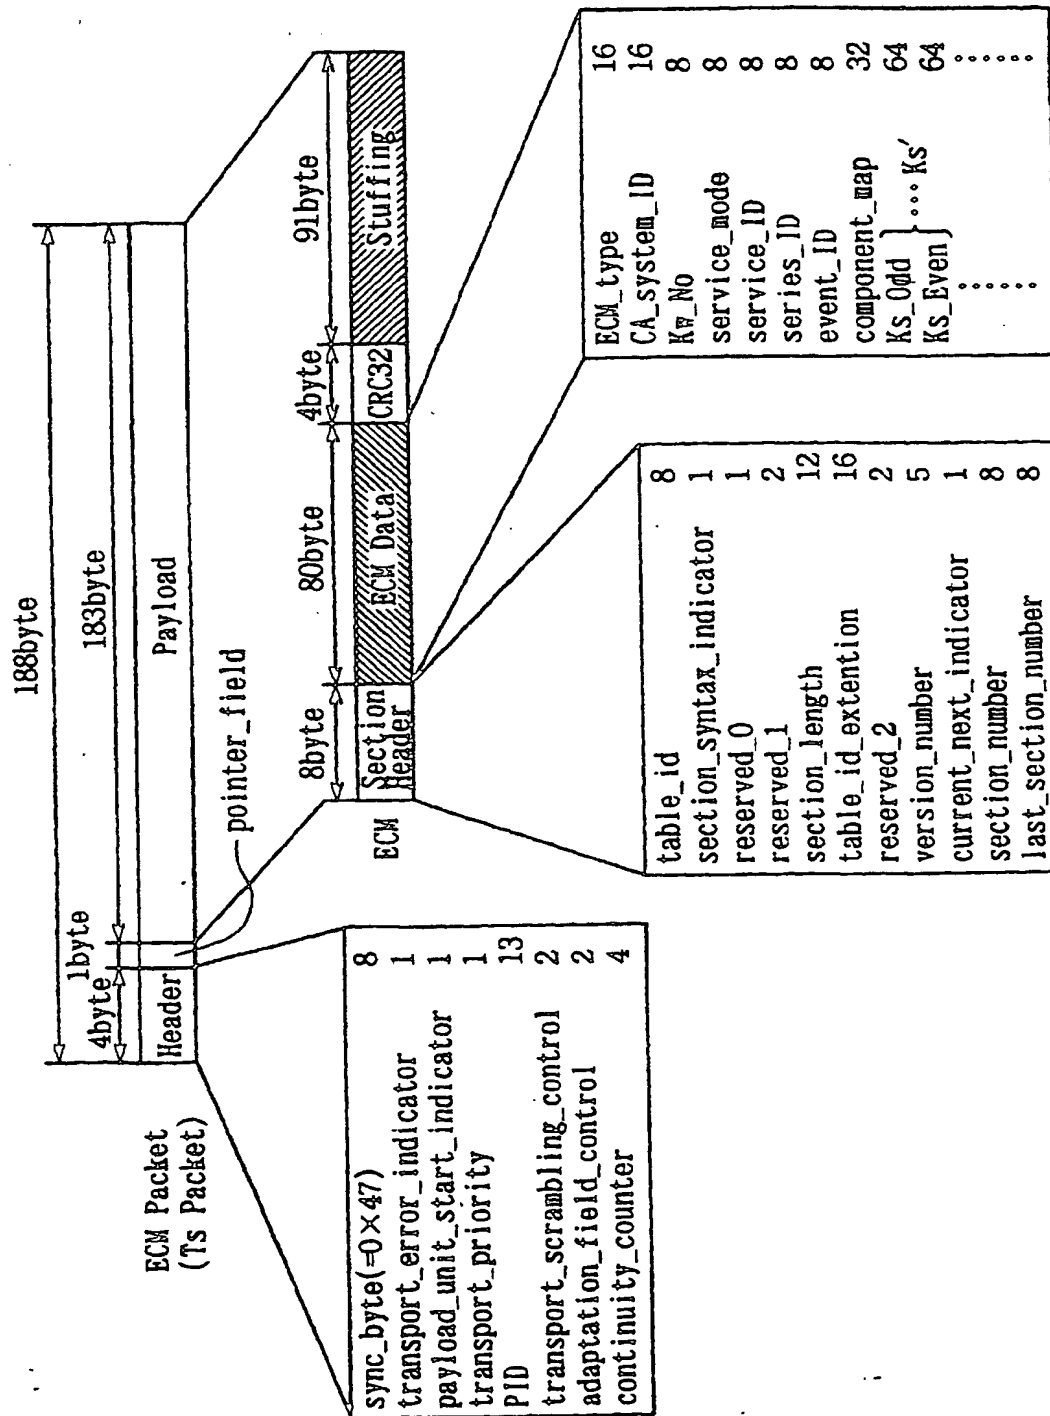 188byte
4byte
1byte
183byte
ECM Packet
(Ts Packet)
Header
Payload
pointer_field
8byte
80byte
4byte
91byte
ECM
Section Header
ECM Data
CRC32
Stuffing
sync_byte(=0×47) 8
transport_error_indicator 1
payload_unit_start_indicator 1
transport_priority 1
PID 13
transport_scrambling_control 2
adaptation_field_control 2
continuity_counter 4
table_id 8
section_syntax_indicator 1
reserved_0 1
reserved_1 2
section_length 12
table_id_extention 16
reserved_2 2
version_number 5
current_next_indicator 1
section_number 8
last_section_number 8
ECM_type 16
CA_system_ID 16
Kw_No 8
service_mode 8
service_ID 8
series_ID 8
event_ID 8
component_map 32
Ks_Odd 64
Ks_Even 64
} ···· Ks'